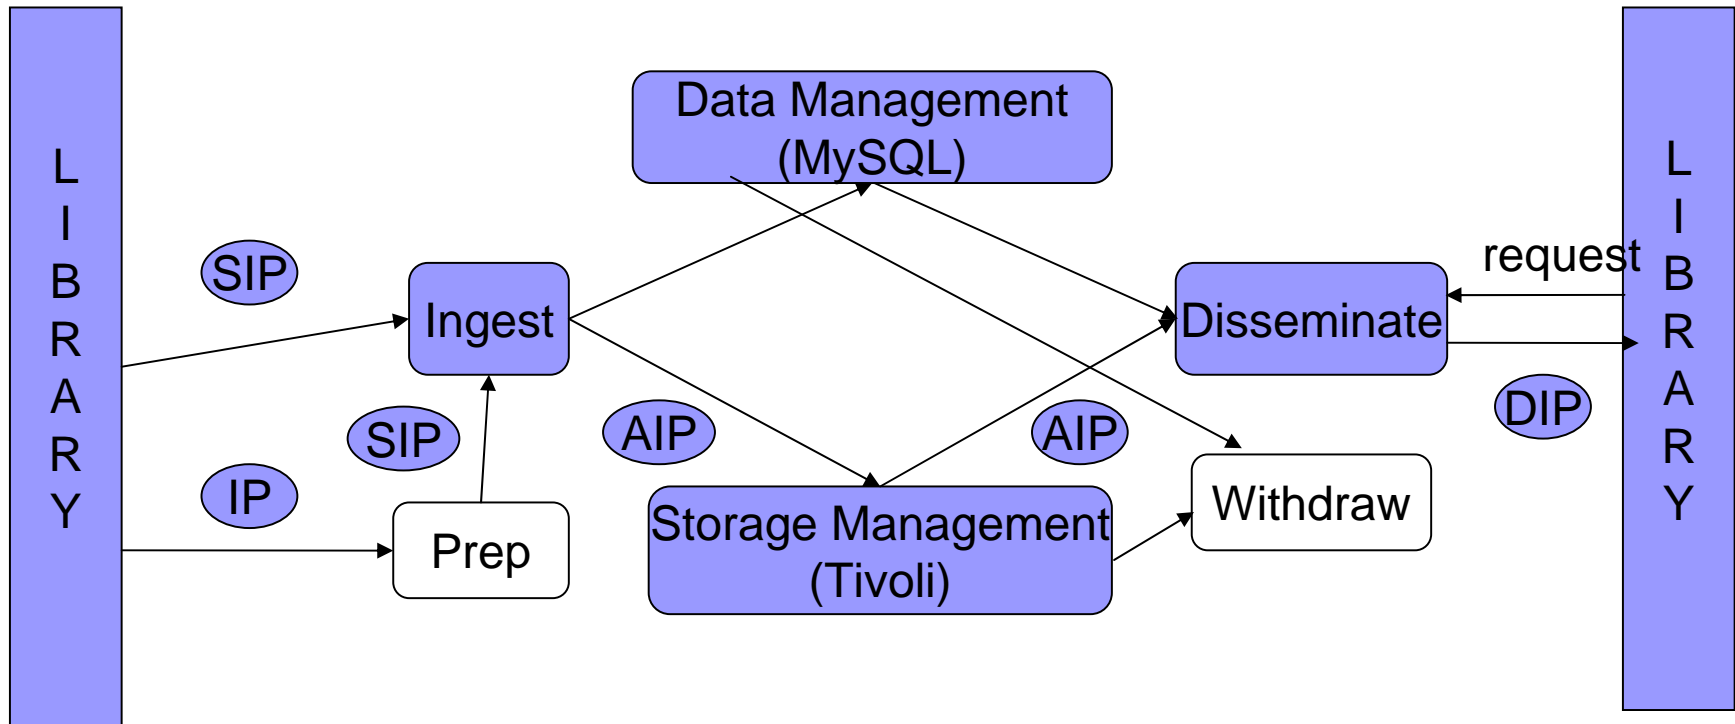 L
I
B
R
A
R
Y
SIP
IP
SIP
Ingest
Prep
Data Management
(MySQL)
AIP
Storage Management
(Tivoli)
AIP
Disseminate
Withdraw
request
DIP
L
I
B
R
A
R
Y